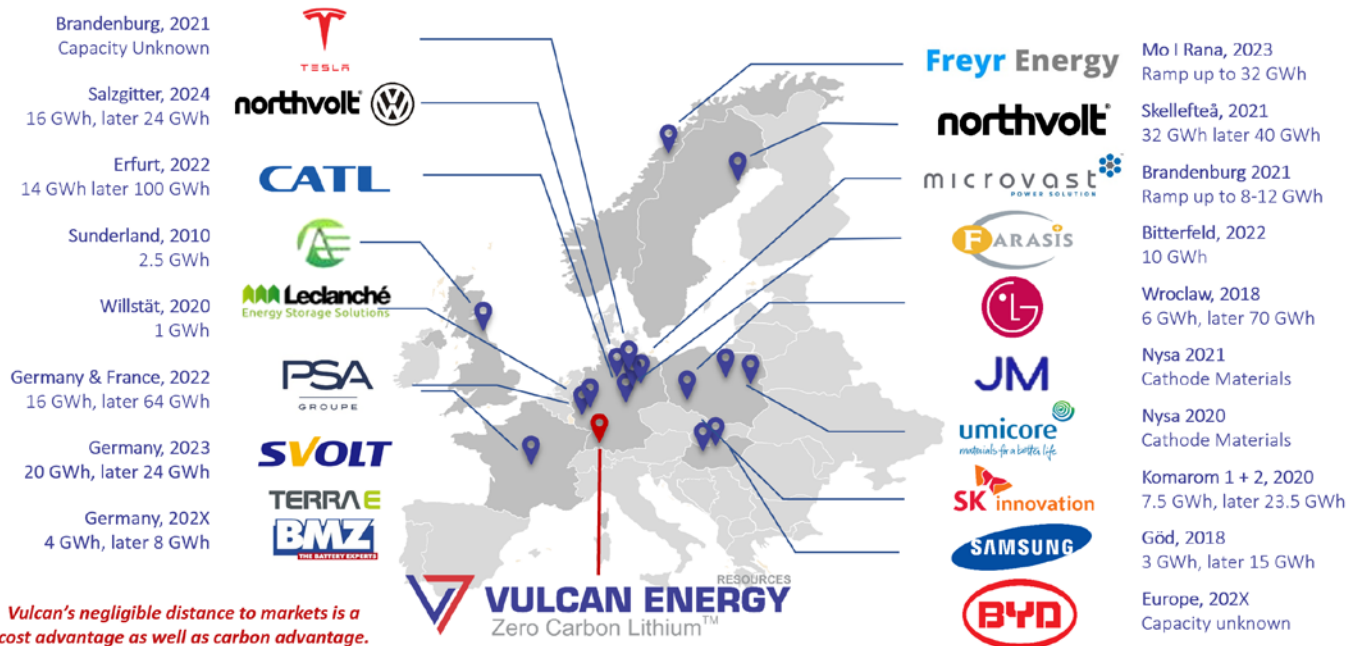 Brandenburg, 2021
Capacity Unknown
TESLA
Salzgitter, 2024
16 GWh, later 24 GWh
northvolt
Erfurt, 2022
14 GWh later 100 GWh
CATL
Sunderland, 2010
2.5 GWh
Willstät, 2020
1 GWh
Leclanché
Energy Storage Solutions
Germany & France, 2022
16 GWh, later 64 GWh
PSA
GROUPE
Germany, 2023
20 GWh, later 24 GWh
SVOLT
Germany, 202X
4 GWh, later 8 GWh
TERRA E
BMZ
THE BATTERY EXPERTS
Vulcan's negligible distance to markets is a
cost advantage as well as carbon advantage.
RESOURCES
VULCAN ENERGY
Zero Carbon Lithium™
Freyr Energy
Mo I Rana, 2023
Ramp up to 32 GWh
northvolt
Skellefteå, 2021
32 GWh later 40 GWh
microvast
POWER SOLUTION
Brandenburg 2021
Ramp up to 8-12 GWh
FARASIS
Bitterfeld, 2022
10 GWh
LG
Wroclaw, 2018
6 GWh, later 70 GWh
JM
Nysa 2021
Cathode Materials
umicore
materials for a better life
Nysa 2020
Cathode Materials
SK innovation
Komarom 1 + 2, 2020
7.5 GWh, later 23.5 GWh
SAMSUNG
Göd, 2018
3 GWh, later 15 GWh
BYD
Europe, 202X
Capacity unknown